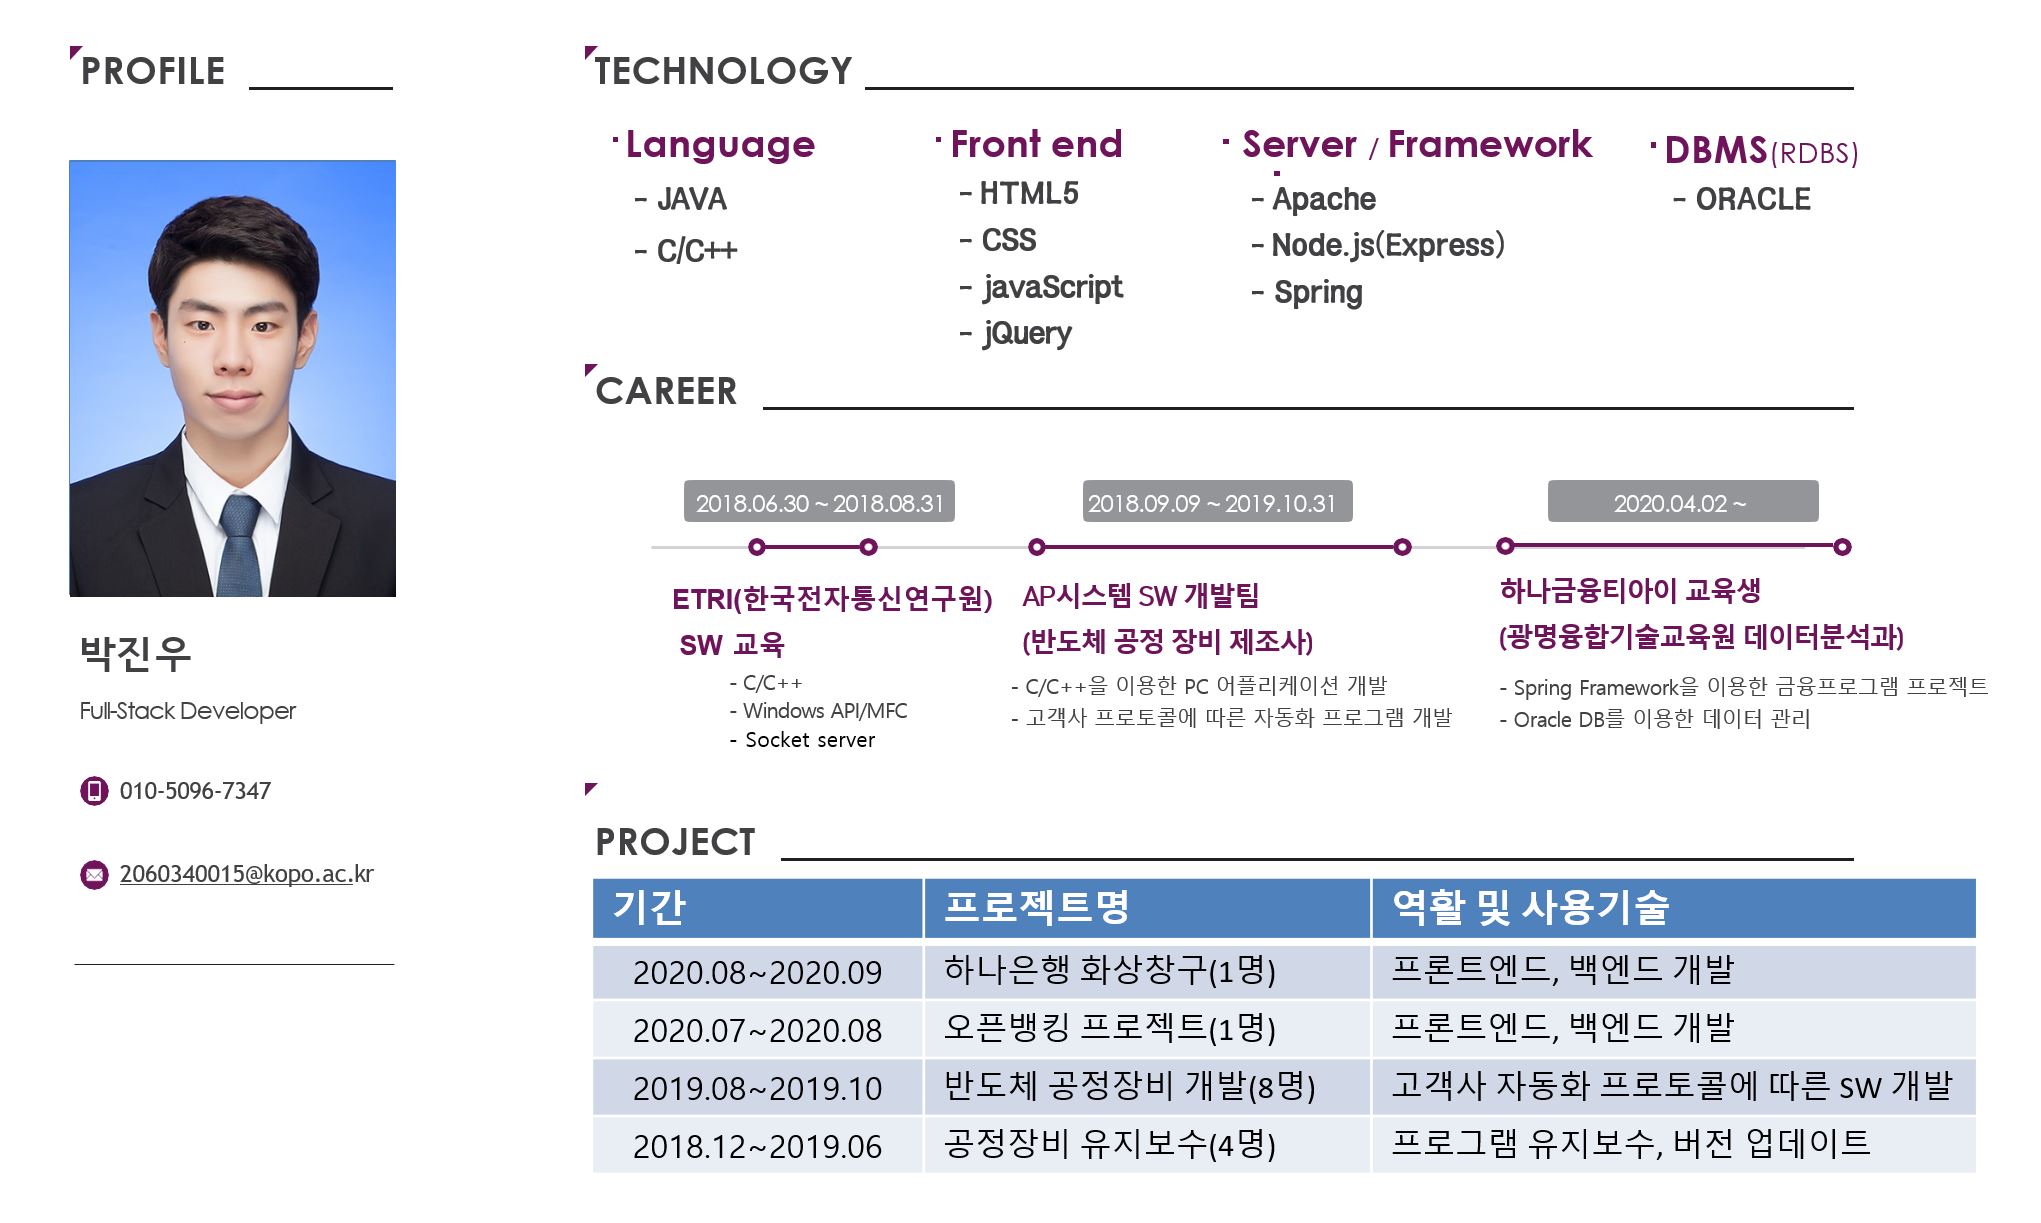 PROFILE
박진우
Full-Stack Developer
010-5096-7347
2060340015@kopo.ac.kr
TECHNOLOGY
Language
- JAVA
- C/C++
Front end
- HTML5
- CSS
- javaScript
- jQuery
Server / Framework
- Apache
- Node.js(Express)
- Spring
DBMS(RDBS)
- ORACLE
CAREER
2018.06.30 ~ 2018.08.31
ETRI(한국전자통신연구원)
SW 교육
- C/C++
- Windows API/MFC
- Socket server
2018.09.09 ~ 2019.10.31
AP시스템 SW 개발팀
(반도체 공정 장비 제조사)
- C/C++을 이용한 PC 어플리케이션 개발
- 고객사 프로토콜에 따른 자동화 프로그램 개발
2020.04.02 ~
하나금융티아이 교육생
(광명융합기술교육원 데이터분석과)
- Spring Framework을 이용한 금융프로그램 프로젝트
- Oracle DB를 이용한 데이터 관리
PROJECT
기간 프로젝트명 역활 및 사용기술
2020.08~2020.09 하나은행 화상창구(1명) 프론트엔드, 백엔드 개발
2020.07~2020.08 오픈뱅킹 프로젝트(1명) 프론트엔드, 백엔드 개발
2019.08~2019.10 반도체 공정장비 개발(8명) 고객사 자동화 프로토콜에 따른 SW 개발
2018.12~2019.06 공정장비 유지보수(4명) 프로그램 유지보수, 버전 업데이트